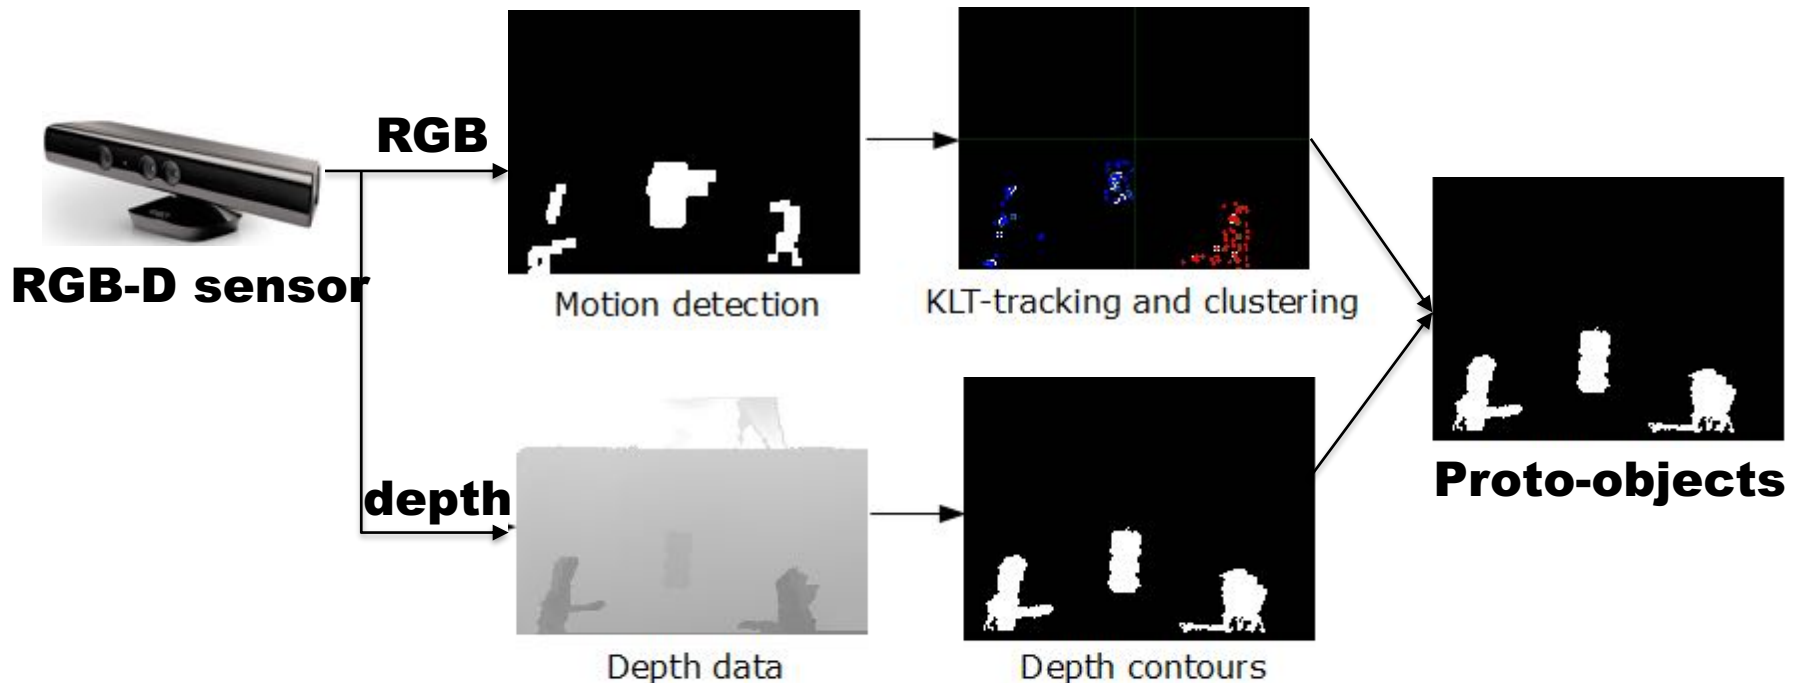 RGB
RGB-D sensor
Motion detection
KLT-tracking and clustering
depth
Depth data
Depth contours
Proto-objects